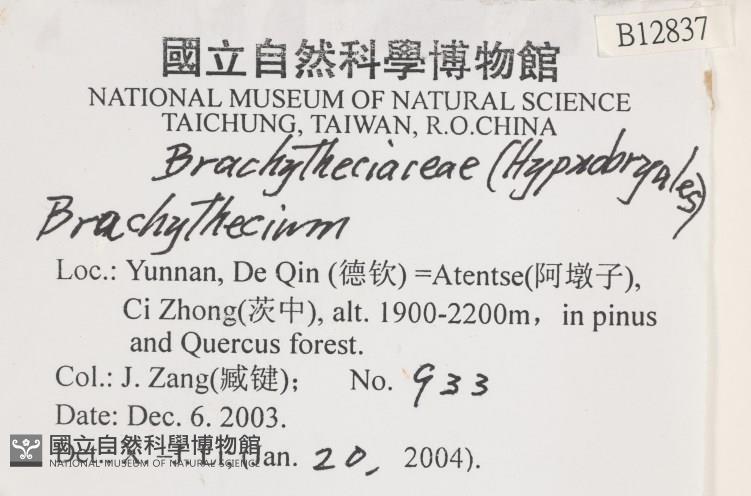 B12837
國立自然科學博物館
NATIONAL MUSEUM OF NATURAL SCIENCE
TAICHUNG, TAIWAN, R.O.CHINA
Brachytheciaceae (Hypnobryales)
Brachythecium
Loc.: Yunnan, De Qin (德钦) =Atentse(阿墩子),
Ci Zhong(茨中), alt. 1900-2200m, in pinus
and Quercus forest.
Col.: J. Zang(臧键); No. 933
Date: Dec. 6. 2003.
國立自然科學博物館
NATIONAL MUSEUM OF NATURAL SCIENCE
(Jan. 20, 2004).